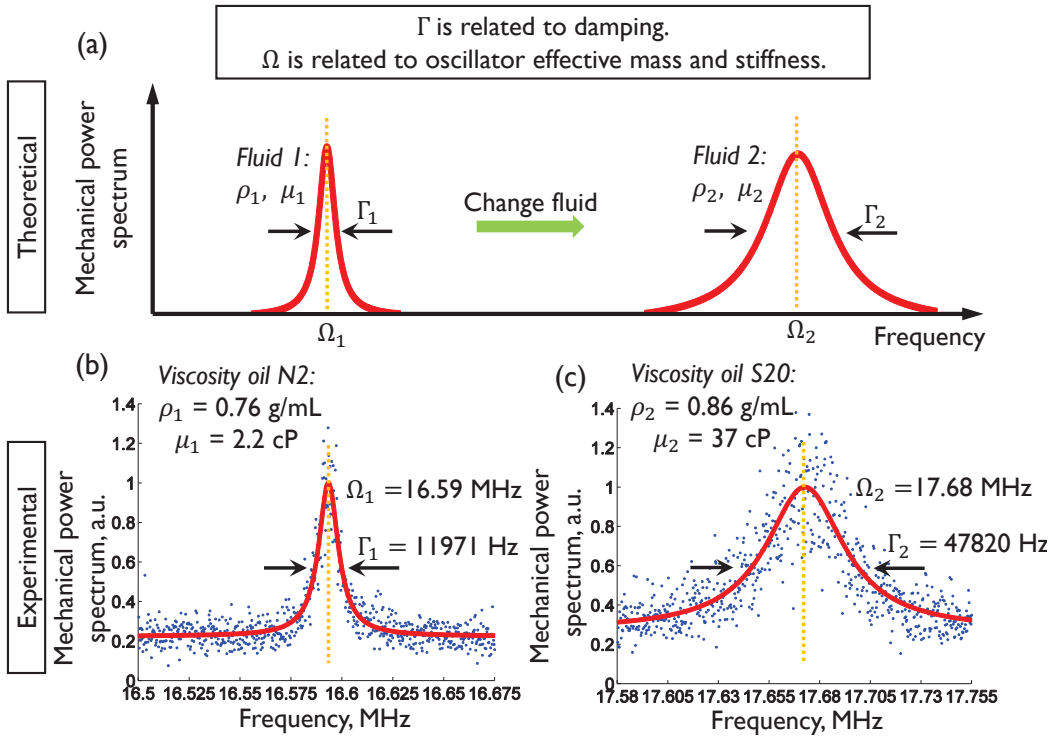 (a)
Γ is related to damping.
Ω is related to oscillator effective mass and stiffness.
Theoretical
Mechanical power
spectrum
Fluid 1:
ρ₁, μ₁
Γ₁
Change fluid
Fluid 2:
ρ₂, μ₂
Γ₂
Ω₁
Ω₂
Frequency
Experimental
(b)
Viscosity oil N2:
ρ₁ = 0.76 g/mL
μ₁ = 2.2 cP
Ω₁ =16.59 MHz
Γ₁ = 11971 Hz
Mechanical power
spectrum, a.u.
1.4
1.2
1
0.8
0.6
0.4
0.2
0
16.5 16.525 16.55 16.575 16.6 16.625 16.65 16.675
Frequency, MHz
(c)
Viscosity oil S20:
ρ₂ = 0.86 g/mL
μ₂ = 37 cP
Ω₂ =17.68 MHz
Γ₂ = 47820 Hz
Mechanical power
spectrum, a.u.
1.4
1.2
1
0.8
0.6
0.4
0.2
0
17.58 17.605 17.63 17.655 17.68 17.705 17.73 17.755
Frequency, MHz